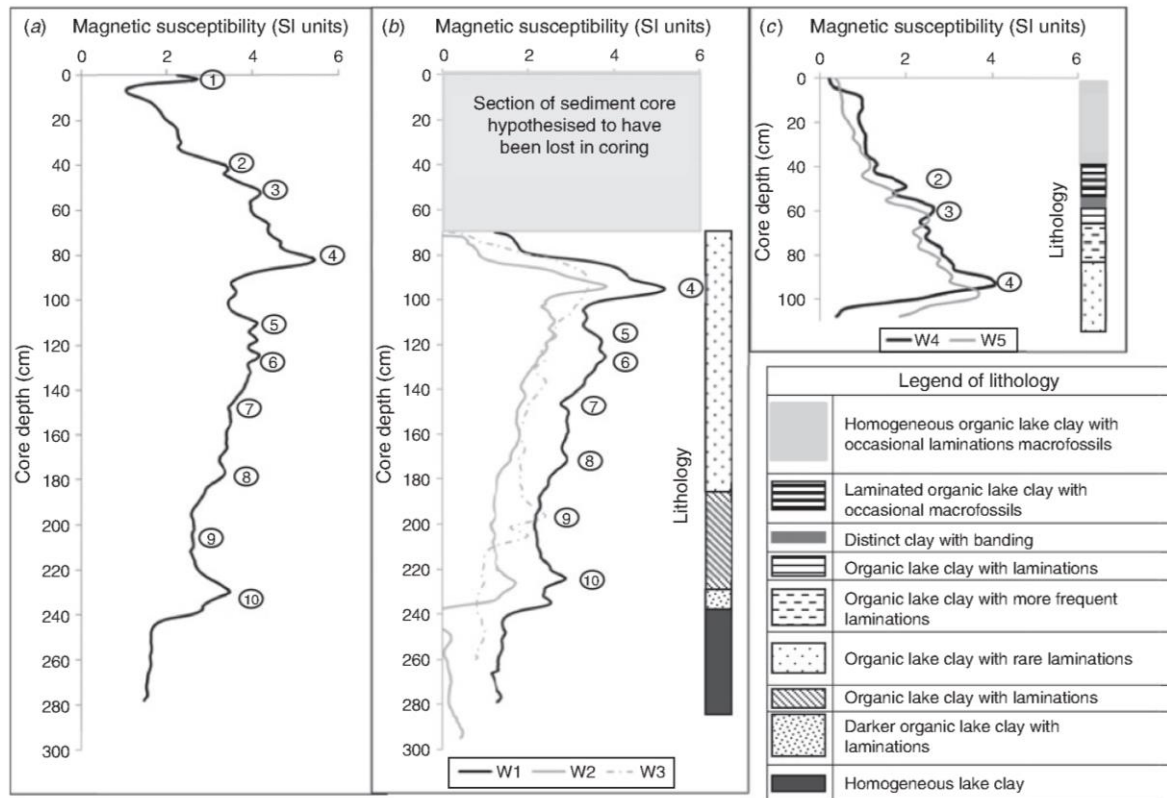 (a) Magnetic susceptibility (SI units)
0 2 4 6
0
20
40
60
80
100
120
140
160
180
200
220
240
260
280
300
Core depth (cm)
1
2
3
4
5
6
7
8
9
10
(b) Magnetic susceptibility (SI units)
0 2 4 6
0
20
40
60
80
100
120
140
160
180
200
220
240
260
280
300
Core depth (cm)
Section of sediment core
hypothesised to have
been lost in coring
4
5
6
7
8
9
10
Lithology
W1 W2 W3
(c) Magnetic susceptibility (SI units)
0 2 4 6
0
20
40
60
80
100
Core depth (cm)
2
3
4
Lithology
W4 W5
Legend of lithology
Homogeneous organic lake clay with
occasional laminations macrofossils
Laminated organic lake clay with
occasional macrofossils
Distinct clay with banding
Organic lake clay with laminations
Organic lake clay with more frequent
laminations
Organic lake clay with rare laminations
Organic lake clay with laminations
Darker organic lake clay with
laminations
Homogeneous lake clay